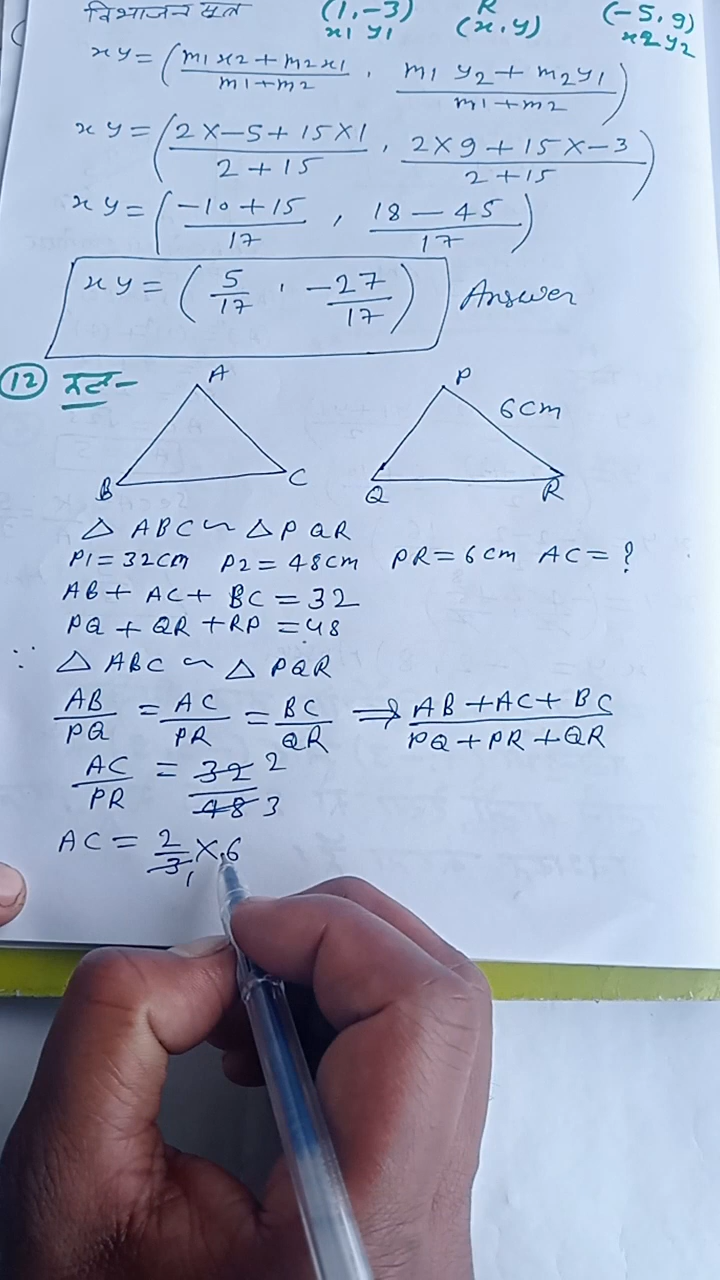 विभाजन सूत्र (1,-3) R (-5,9)
x1 y1 (x,y) x2 y2
xy = (m1x2 + m2x1 / m1+m2 , m1 y2 + m2y1 / m1+m2)
xy = (2×-5+15×1 / 2+15 , 2×9+15×-3 / 2+15)
xy = (-10+15 / 17 , 18-45 / 17)
xy = (5/17 , -27/17) Answer
12 हल-
A P
6cm
B C Q R
△ ABC ~ △ PQR
P1=32cm P2=48cm PR=6cm AC=?
AB+ AC+ BC =32
PQ + QR +RP =48
∵ △ ABC ~ △ PQR
AB/PQ = AC/PR = BC/QR ⇒ AB+AC+BC / PQ+PR+QR
AC/PR = 32 2 / 48 3
AC = 2/3 1 × 6